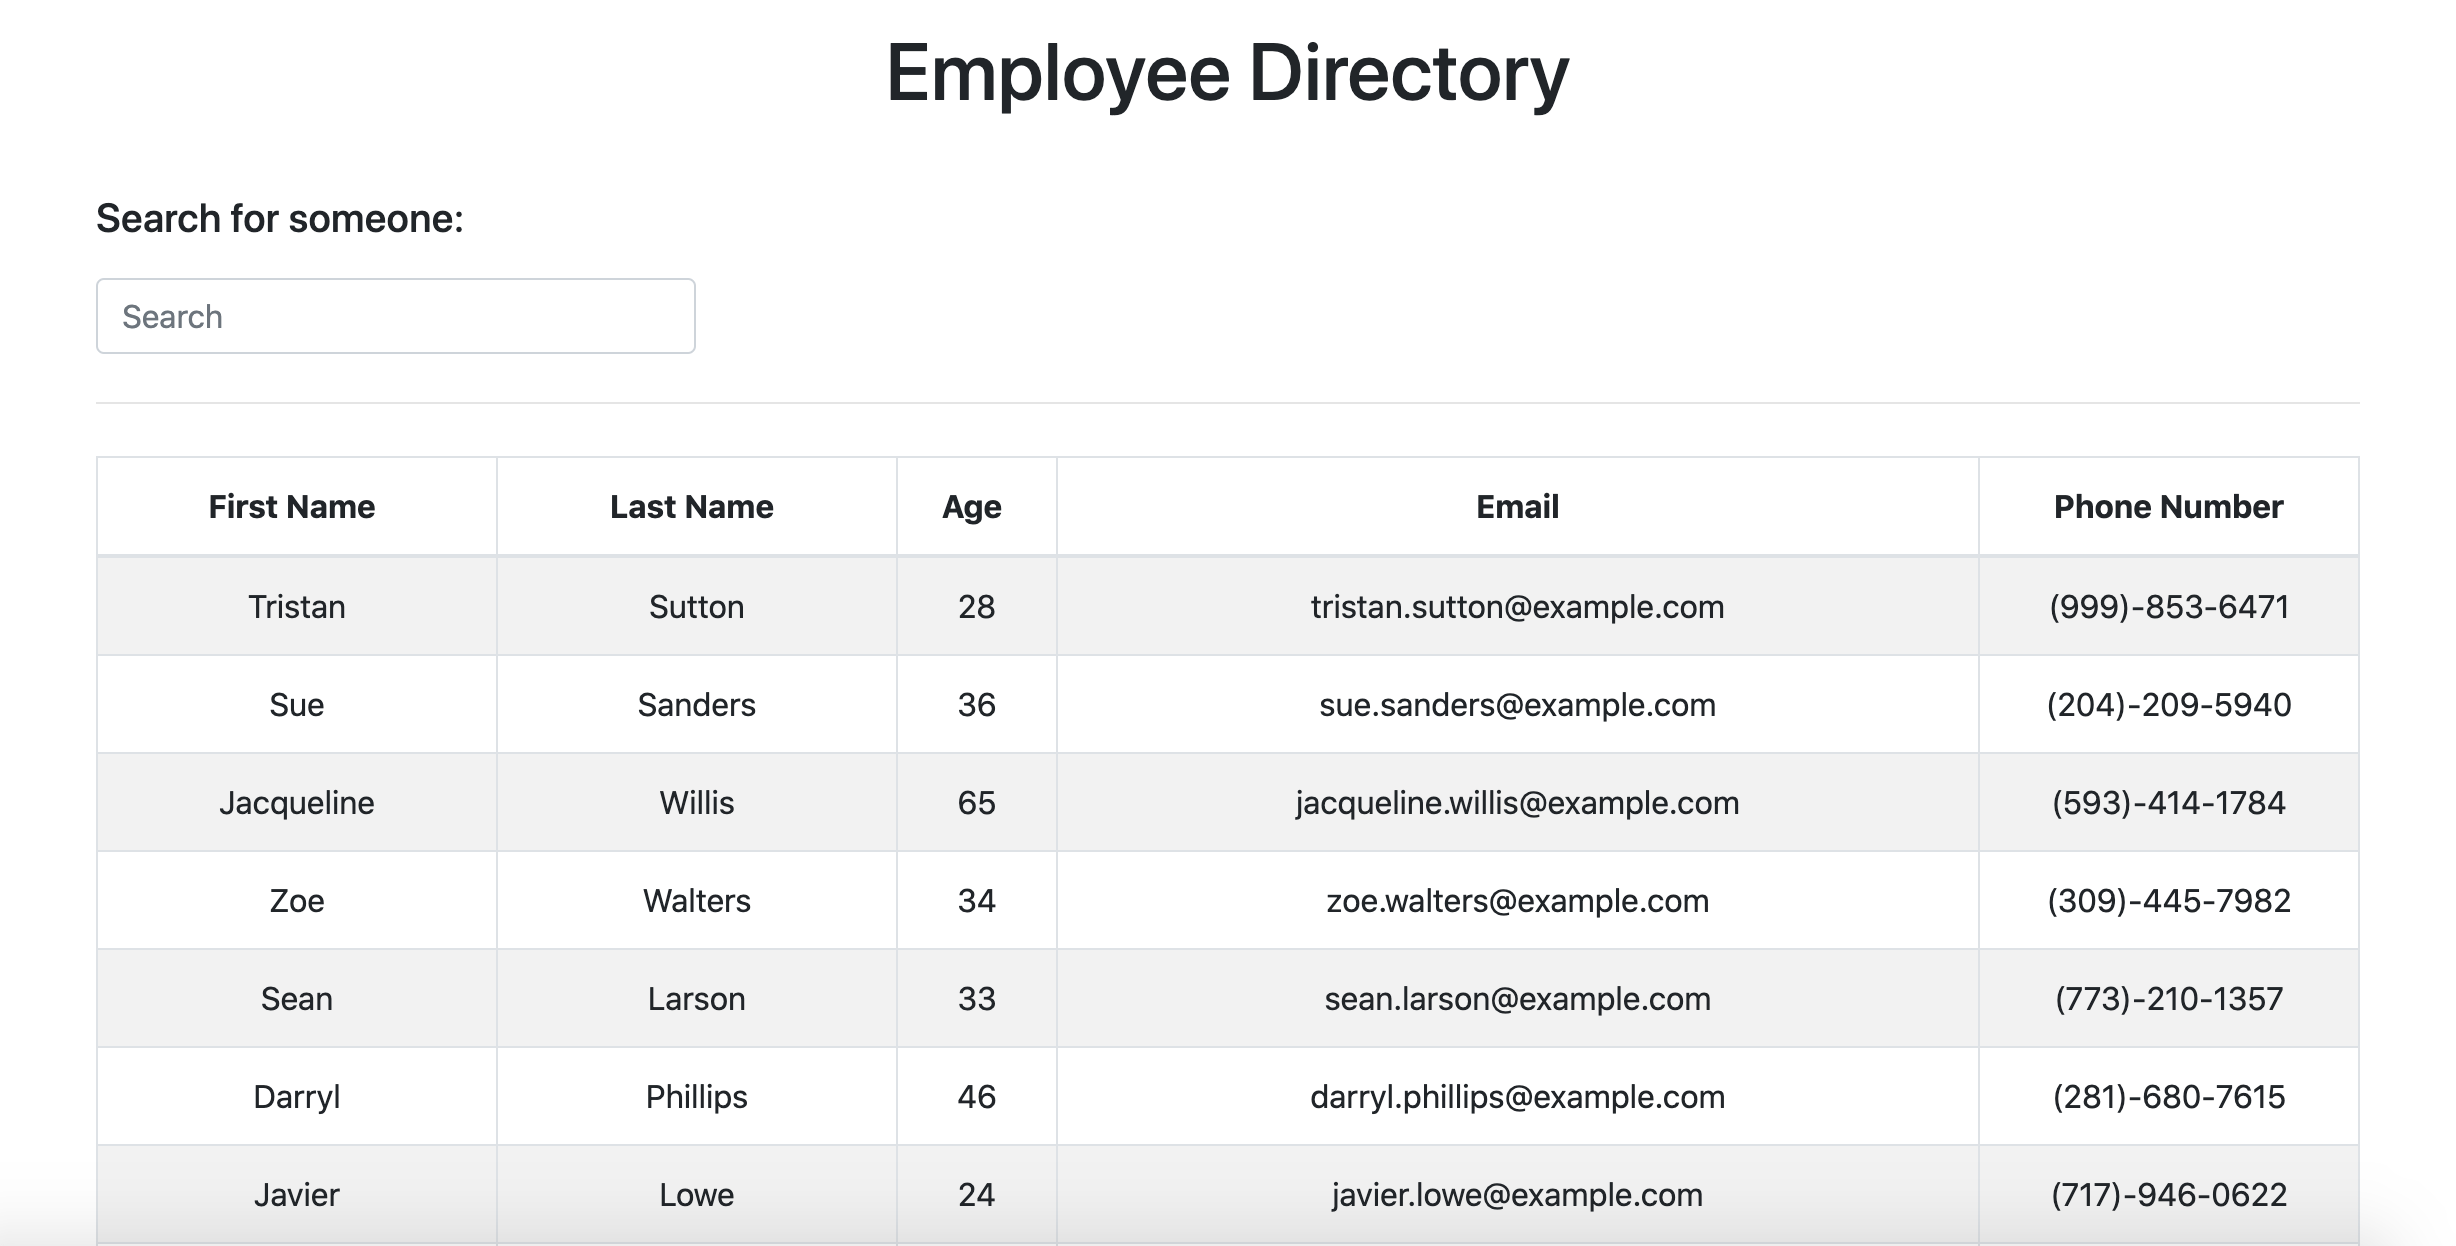 Employee Directory
Search for someone:
Search
First Name Last Name Age Email Phone Number
Tristan Sutton 28 tristan.sutton@example.com (999)-853-6471
Sue Sanders 36 sue.sanders@example.com (204)-209-5940
Jacqueline Willis 65 jacqueline.willis@example.com (593)-414-1784
Zoe Walters 34 zoe.walters@example.com (309)-445-7982
Sean Larson 33 sean.larson@example.com (773)-210-1357
Darryl Phillips 46 darryl.phillips@example.com (281)-680-7615
Javier Lowe 24 javier.lowe@example.com (717)-946-0622